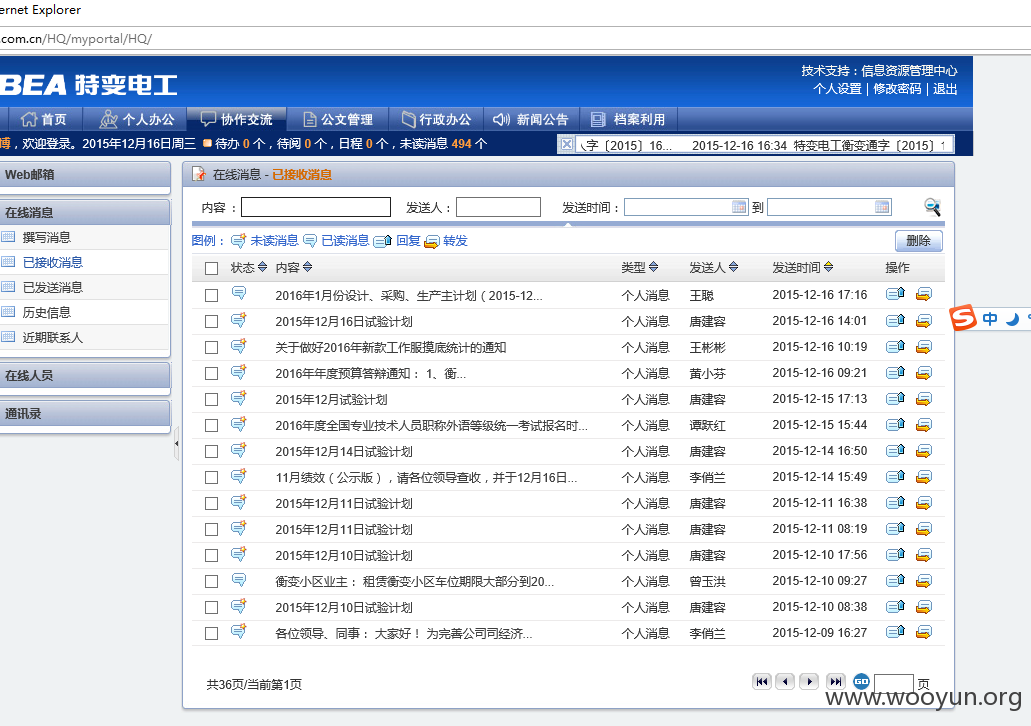 ernet Explorer
.com.cn/HQ/myportal/HQ/
BEA 特变电工
技术支持：信息资源管理中心
个人设置 | 修改密码 | 退出
首页 个人办公 协作交流 公文管理 行政办公 新闻公告 档案利用
博，欢迎登录。2015年12月16日周三 待办 0 个，待阅 0 个，日程 0 个，未读消息 494 个
字〔2015〕16... 2015-12-16 16:34 特变电工衡变通字〔2015〕1
Web邮箱
在线消息
撰写消息
已接收消息
已发送消息
历史信息
近期联系人
在线人员
通讯录
在线消息 - 已接收消息
内容： 发送人： 发送时间： 到
图例： 未读消息 已读消息 回复 转发
删除
状态 内容 类型 发送人 发送时间 操作
2016年1月份设计、采购、生产主计划（2015-12... 个人消息 王聪 2015-12-16 17:16
2015年12月16日试验计划 个人消息 唐建容 2015-12-16 14:01
关于做好2016年新款工作服摸底统计的通知 个人消息 王彬彬 2015-12-16 10:19
2016年年度预算答辩通知： 1、衡... 个人消息 黄小芬 2015-12-16 09:21
2015年12月试验计划 个人消息 唐建容 2015-12-15 17:13
2016年度全国专业技术人员职称外语等级统一考试报名时... 个人消息 谭跃红 2015-12-15 15:44
2015年12月14日试验计划 个人消息 唐建容 2015-12-14 16:50
11月绩效（公示版），请各位领导查收，并于12月16日... 个人消息 李俏兰 2015-12-14 15:49
2015年12月11日试验计划 个人消息 唐建容 2015-12-11 16:38
2015年12月11日试验计划 个人消息 唐建容 2015-12-11 08:19
2015年12月10日试验计划 个人消息 唐建容 2015-12-10 17:56
衡变小区业主： 租赁衡变小区车位期限大部分到20... 个人消息 曾玉洪 2015-12-10 09:27
2015年12月10日试验计划 个人消息 唐建容 2015-12-10 08:38
各位领导、同事： 大家好！ 为完善公司司经济... 个人消息 李俏兰 2015-12-09 16:27
共36页/当前第1页
GO 页
S 中
www.wooyun.org